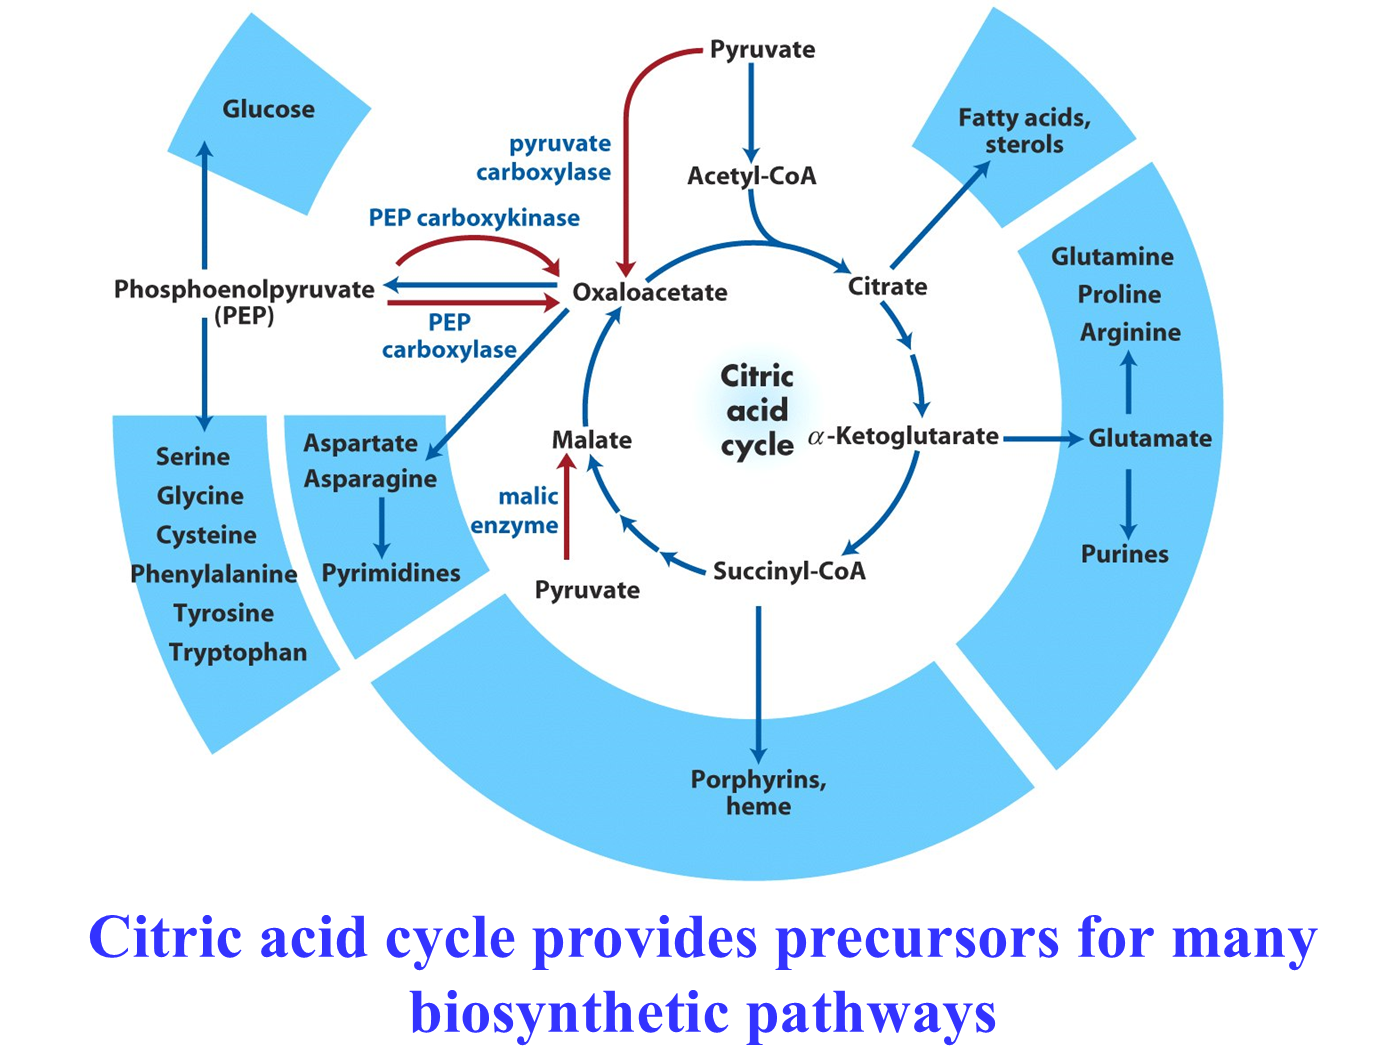 Pyruvate
Glucose
Fatty acids,
sterols
pyruvate
carboxylase
Acetyl-CoA
PEP carboxykinase
Phosphoenolpyruvate
(PEP)
Oxaloacetate
Citrate
PEP
carboxylase
Glutamine
Proline
Arginine
Citric
acid
cycle
Malate
α-Ketoglutarate
Glutamate
Purines
malic
enzyme
Pyruvate
Succinyl-CoA
Aspartate
Asparagine
Pyrimidines
Serine
Glycine
Cysteine
Phenylalanine
Tyrosine
Tryptophan
Porphyrins,
heme
Citric acid cycle provides precursors for many
biosynthetic pathways